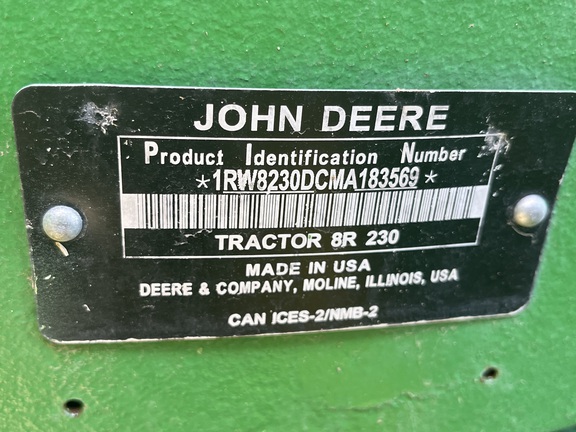 JOHN DEERE
Product Identification Number
*1RW8230DCMA183569*
TRACTOR 8R 230
MADE IN USA
DEERE & COMPANY, MOLINE, ILLINOIS, USA
CAN ICES-2/NMB-2